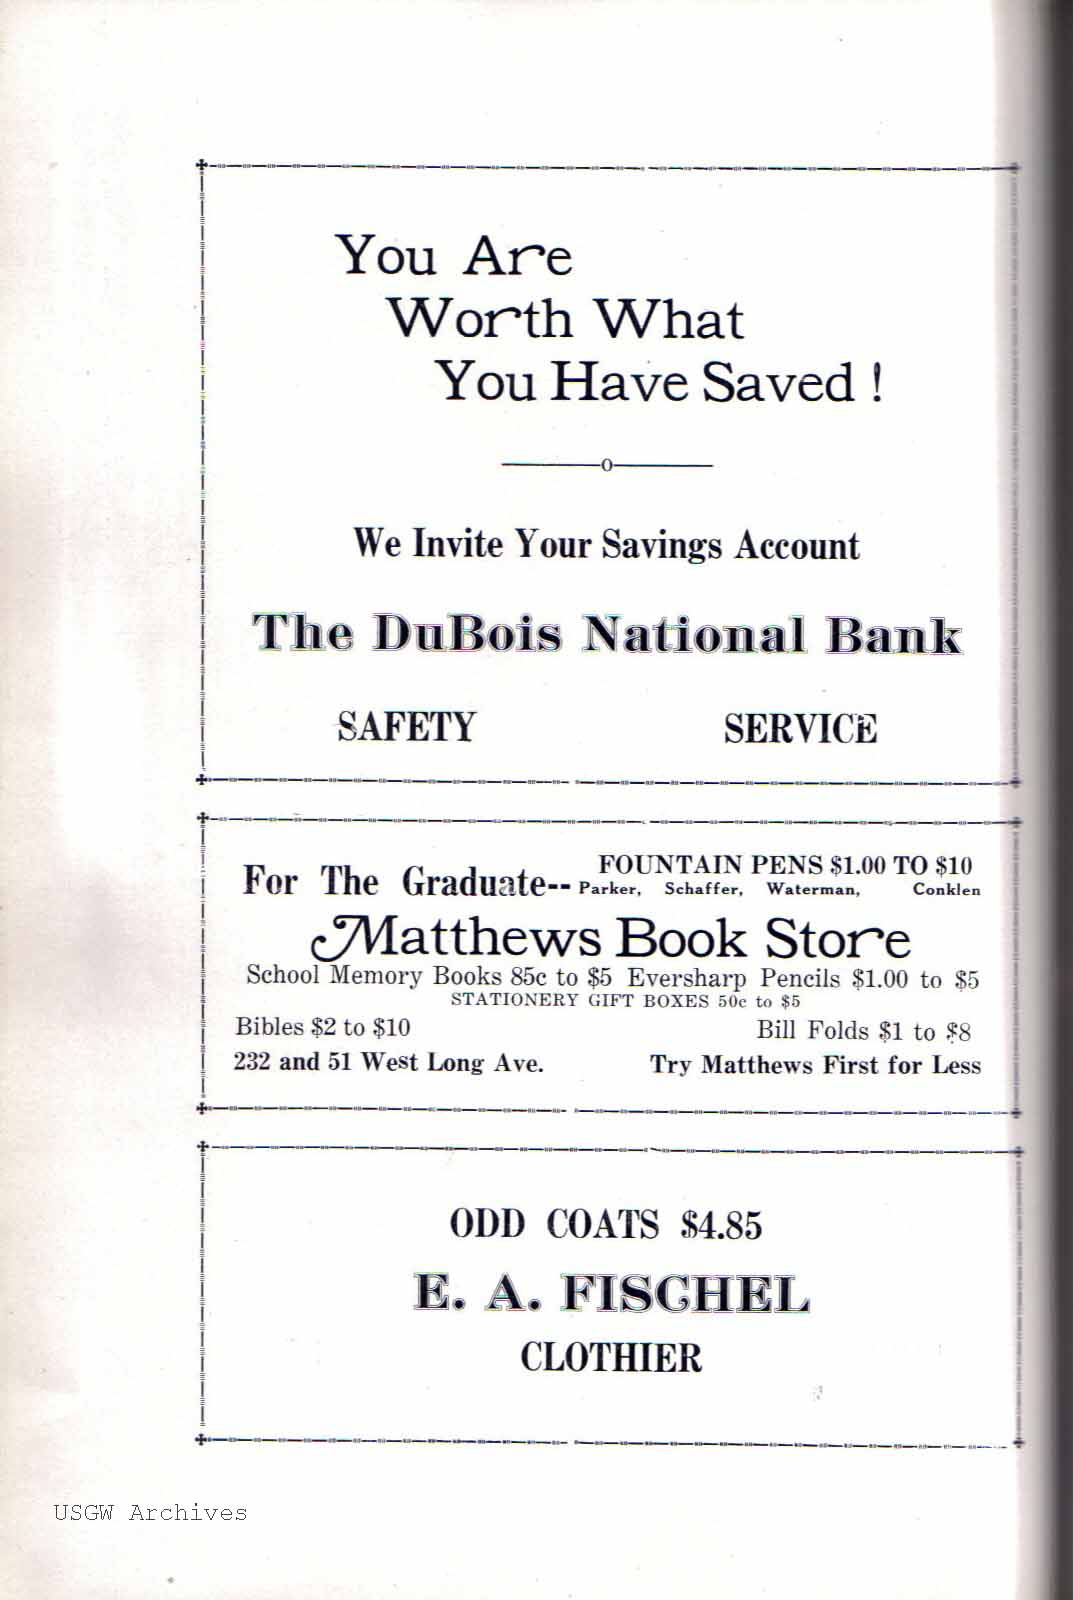 You Are
Worth What
You Have Saved !
o
We Invite Your Savings Account
The DuBois National Bank
SAFETY SERVICE
For The Graduate-- FOUNTAIN PENS $1.00 TO $10
Parker, Schaffer, Waterman, Conklen
Matthews Book Store
School Memory Books 85c to $5 Eversharp Pencils $1.00 to $5
STATIONERY GIFT BOXES 50c to $5
Bibles $2 to $10 Bill Folds $1 to $8
232 and 51 West Long Ave. Try Matthews First for Less
ODD COATS $4.85
E. A. FISCHEL
CLOTHIER
USGW Archives